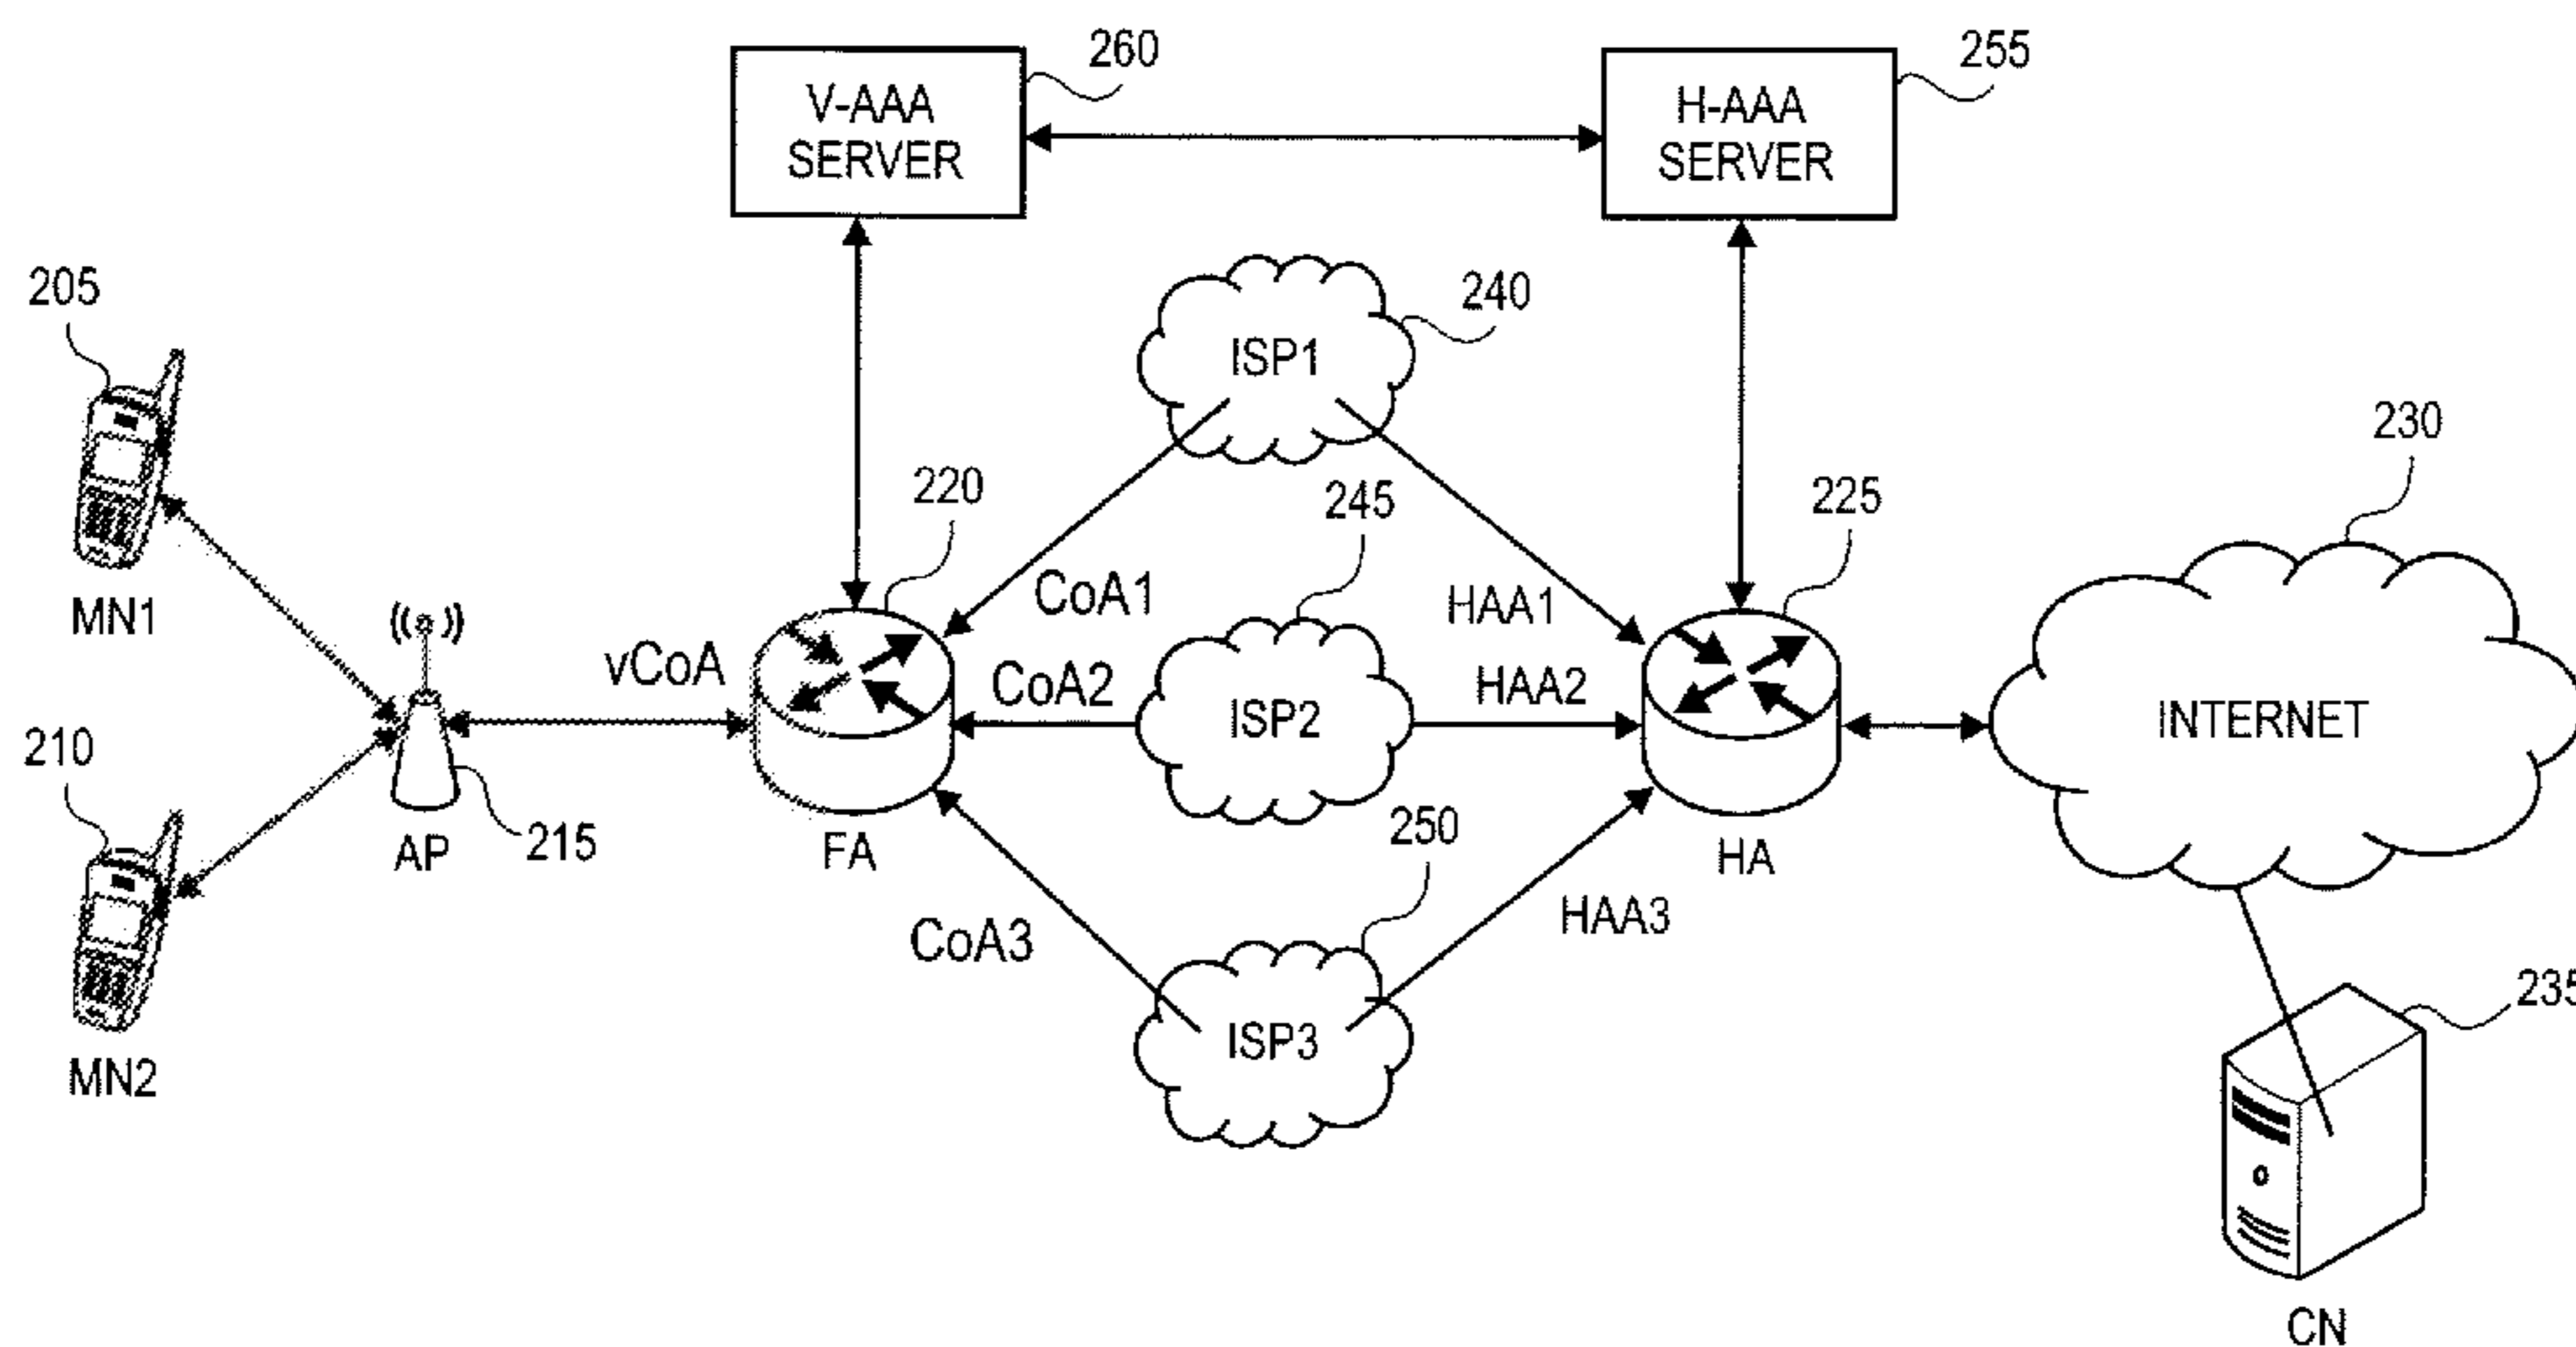 260
255
V-AAA
SERVER
H-AAA
SERVER
205
240
ISP1
230
220
245
225
MN1
CoA1
HAA1
vCoA
CoA2
HAA2
ISP2
INTERNET
210
AP
215
FA
250
HA
CoA3
HAA3
235
ISP3
MN2
CN